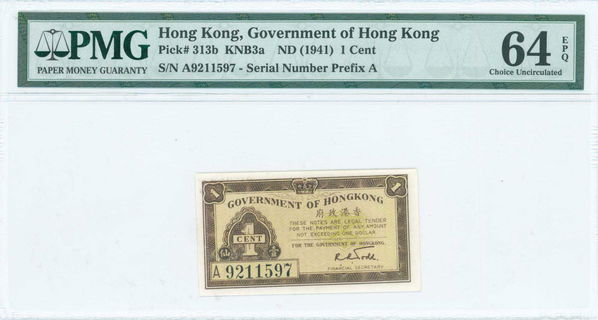 PMG
PAPER MONEY GUARANTY
Hong Kong, Government of Hong Kong
Pick# 313b KNB3a ND (1941) 1 Cent
S/N A9211597 - Serial Number Prefix A
64 EPQ
Choice Uncirculated
1 1
GOVERNMENT OF HONGKONG
府政港香
THESE NOTES ARE LEGAL TENDER
FOR THE PAYMENT OF ANY AMOUNT
NOT EXCEEDING ONE DOLLAR
FOR THE GOVERNMENT OF HONGKONG.
1
CENT
A 9211597
FINANCIAL SECRETARY